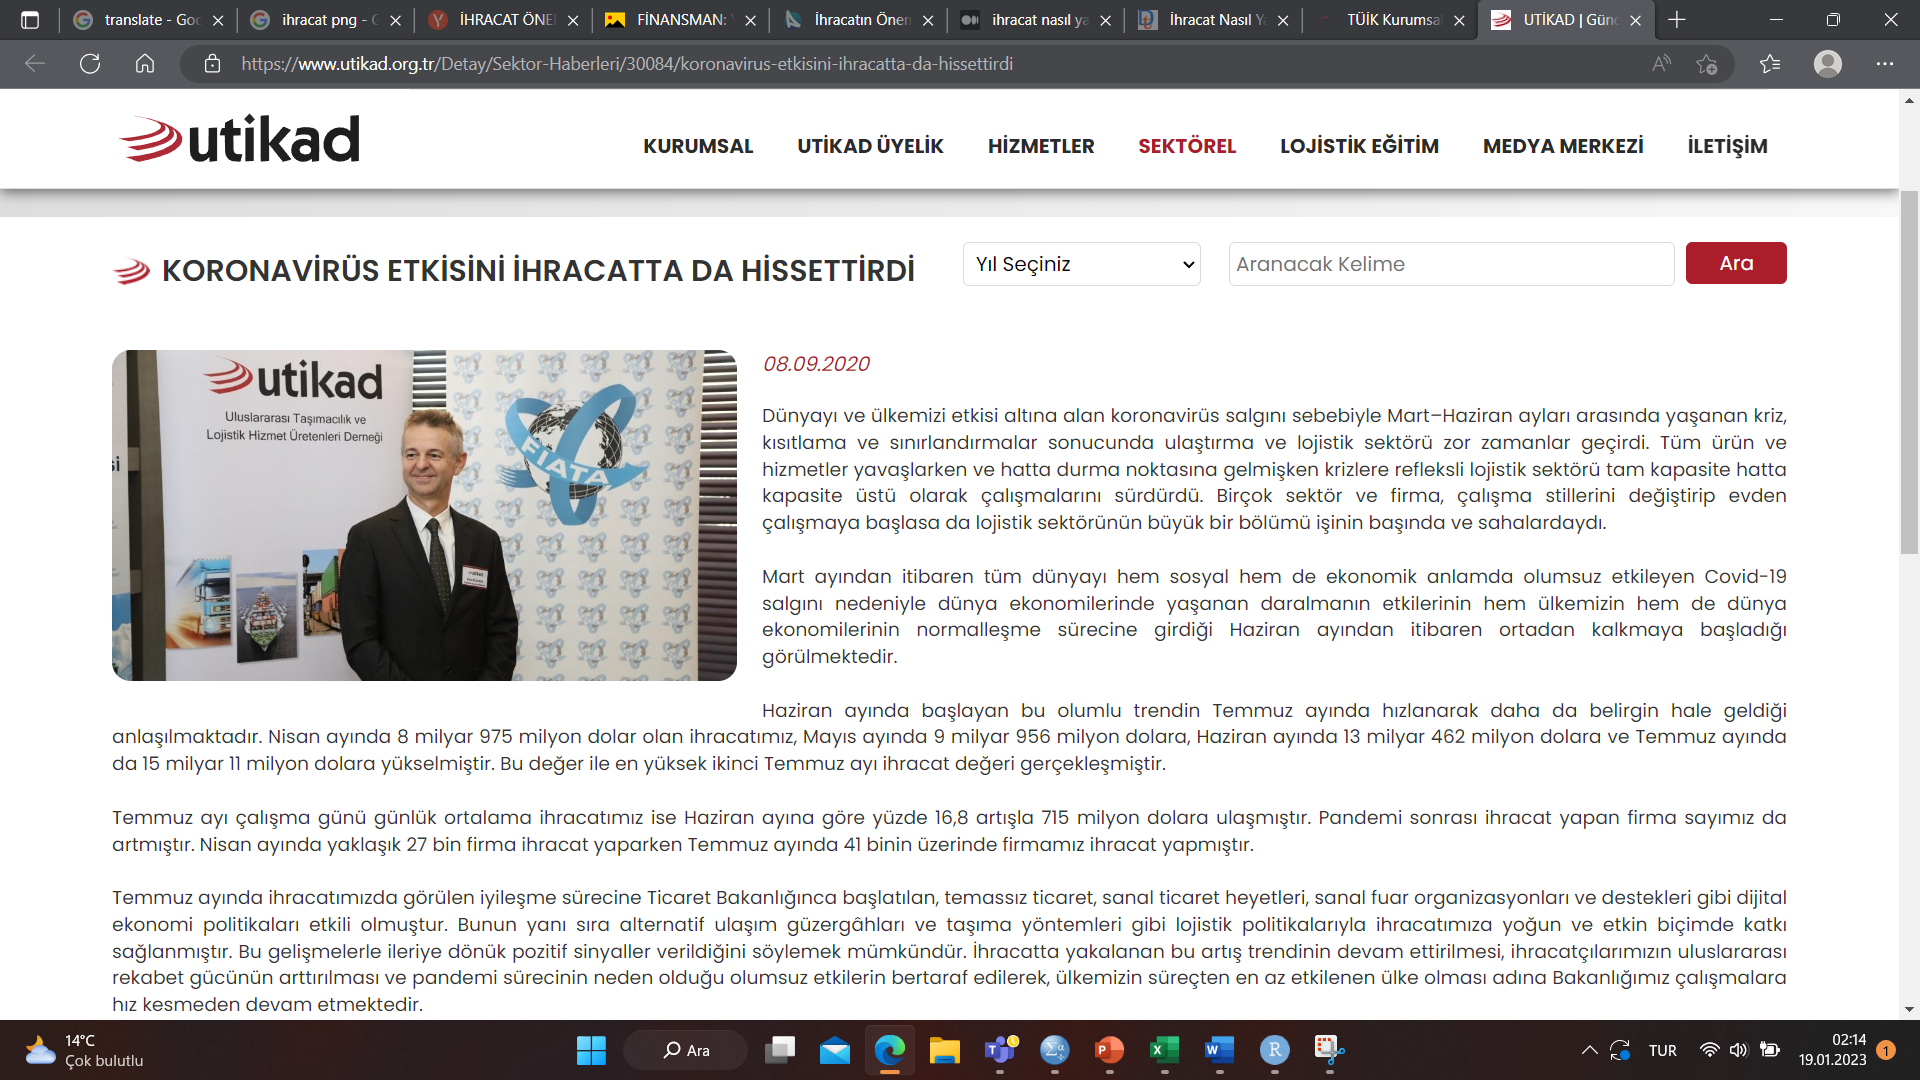 translate - Goo
ihracat png - G
İHRACAT ÖNE
FİNANSMAN:
İhracatın Önem
ihracat nasıl ya
İhracat Nasıl Ya
TÜİK Kurumsal
UTİKAD | Günc
https://www.utikad.org.tr/Detay/Sektor-Haberleri/30084/koronavirus-etkisini-ihracatta-da-hissettirdi
utikad
KURUMSAL
UTİKAD ÜYELİK
HİZMETLER
SEKTÖREL
LOJİSTİK EĞİTİM
MEDYA MERKEZİ
İLETİŞİM
KORONAVİRÜS ETKİSİNİ İHRACATTA DA HİSSETTİRDİ
Yıl Seçiniz
Aranacak Kelime
Ara
utikad
Uluslararası Taşımacılık ve
Lojistik Hizmet Üretenleri Derneği
FIATA
08.09.2020
Dünyayı ve ülkemizi etkisi altına alan koronavirüs salgını sebebiyle Mart–Haziran ayları arasında yaşanan kriz,
kısıtlama ve sınırlandırmalar sonucunda ulaştırma ve lojistik sektörü zor zamanlar geçirdi. Tüm ürün ve
hizmetler yavaşlarken ve hatta durma noktasına gelmişken krizlere refleksli lojistik sektörü tam kapasite hatta
kapasite üstü olarak çalışmalarını sürdürdü. Birçok sektör ve firma, çalışma stillerini değiştirip evden
çalışmaya başlasa da lojistik sektörünün büyük bir bölümü işinin başında ve sahalardaydı.
Mart ayından itibaren tüm dünyayı hem sosyal hem de ekonomik anlamda olumsuz etkileyen Covid-19
salgını nedeniyle dünya ekonomilerinde yaşanan daralmanın etkilerinin hem ülkemizin hem de dünya
ekonomilerinin normalleşme sürecine girdiği Haziran ayından itibaren ortadan kalkmaya başladığı
görülmektedir.
Haziran ayında başlayan bu olumlu trendin Temmuz ayında hızlanarak daha da belirgin hale geldiği
anlaşılmaktadır. Nisan ayında 8 milyar 975 milyon dolar olan ihracatımız, Mayıs ayında 9 milyar 956 milyon dolara, Haziran ayında 13 milyar 462 milyon dolara ve Temmuz ayında
da 15 milyar 11 milyon dolara yükselmiştir. Bu değer ile en yüksek ikinci Temmuz ayı ihracat değeri gerçekleşmiştir.
Temmuz ayı çalışma günü günlük ortalama ihracatımız ise Haziran ayına göre yüzde 16,8 artışla 715 milyon dolara ulaşmıştır. Pandemi sonrası ihracat yapan firma sayımız da
artmıştır. Nisan ayında yaklaşık 27 bin firma ihracat yaparken Temmuz ayında 41 binin üzerinde firmamız ihracat yapmıştır.
Temmuz ayında ihracatımızda görülen iyileşme sürecine Ticaret Bakanlığınca başlatılan, temassız ticaret, sanal ticaret heyetleri, sanal fuar organizasyonları ve destekleri gibi dijital
ekonomi politikaları etkili olmuştur. Bunun yanı sıra alternatif ulaşım güzergâhları ve taşıma yöntemleri gibi lojistik politikalarıyla ihracatımıza yoğun ve etkin biçimde katkı
sağlanmıştır. Bu gelişmelerle ileriye dönük pozitif sinyaller verildiğini söylemek mümkündür. İhracatta yakalanan bu artış trendinin devam ettirilmesi, ihracatçılarımızın uluslararası
rekabet gücünün arttırılması ve pandemi sürecinin neden olduğu olumsuz etkilerin bertaraf edilerek, ülkemizin süreçten en az etkilenen ülke olması adına Bakanlığımız çalışmalara
hız kesmeden devam etmektedir.
14°C
Çok bulutlu
Ara
TUR
02:14
19.01.2023
1